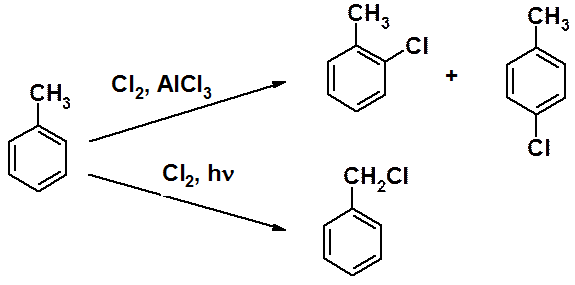 CH₃
Cl₂, AlCl₃
CH₃
Cl
+
CH₃
Cl
Cl₂, hν
CH₂Cl